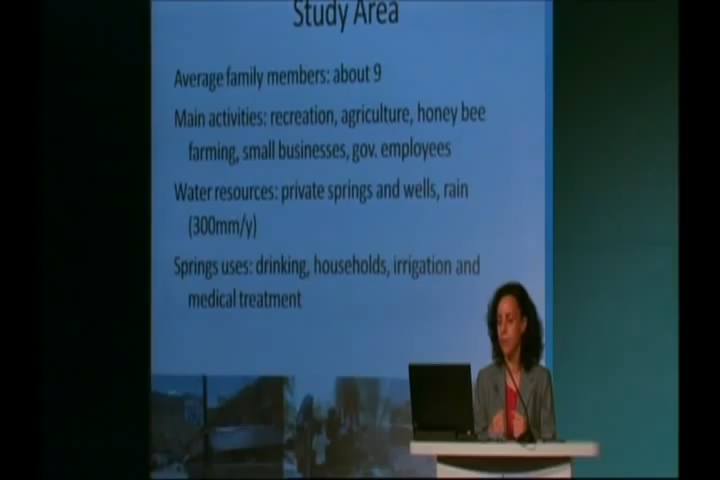 Study Area
Average family members: about 9
Main activities: recreation, agriculture, honey bee
farming, small businesses, gov. employees
Water resources: private springs and wells, rain
(300mm/y)
Springs uses: drinking, households, irrigation and
medical treatment